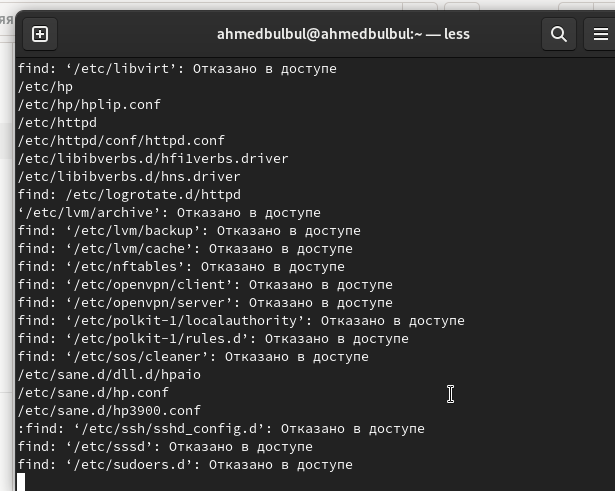 яя
ahmedbulbul@ahmedbulbul:~ — less
find: ‘/etc/libvirt’: Отказано в доступе
/etc/hp
/etc/hp/hplip.conf
/etc/httpd
/etc/httpd/conf/httpd.conf
/etc/libibverbs.d/hfi1verbs.driver
/etc/libibverbs.d/hns.driver
find: /etc/logrotate.d/httpd
‘/etc/lvm/archive’: Отказано в доступе
find: ‘/etc/lvm/backup’: Отказано в доступе
find: ‘/etc/lvm/cache’: Отказано в доступе
find: ‘/etc/nftables’: Отказано в доступе
find: ‘/etc/openvpn/client’: Отказано в доступе
find: ‘/etc/openvpn/server’: Отказано в доступе
find: ‘/etc/polkit-1/localauthority’: Отказано в доступе
find: ‘/etc/polkit-1/rules.d’: Отказано в доступе
find: ‘/etc/sos/cleaner’: Отказано в доступе
/etc/sane.d/dll.d/hpaio
/etc/sane.d/hp.conf
/etc/sane.d/hp3900.conf
:find: ‘/etc/ssh/sshd_config.d’: Отказано в доступе
find: ‘/etc/sssd’: Отказано в доступе
find: ‘/etc/sudoers.d’: Отказано в доступе